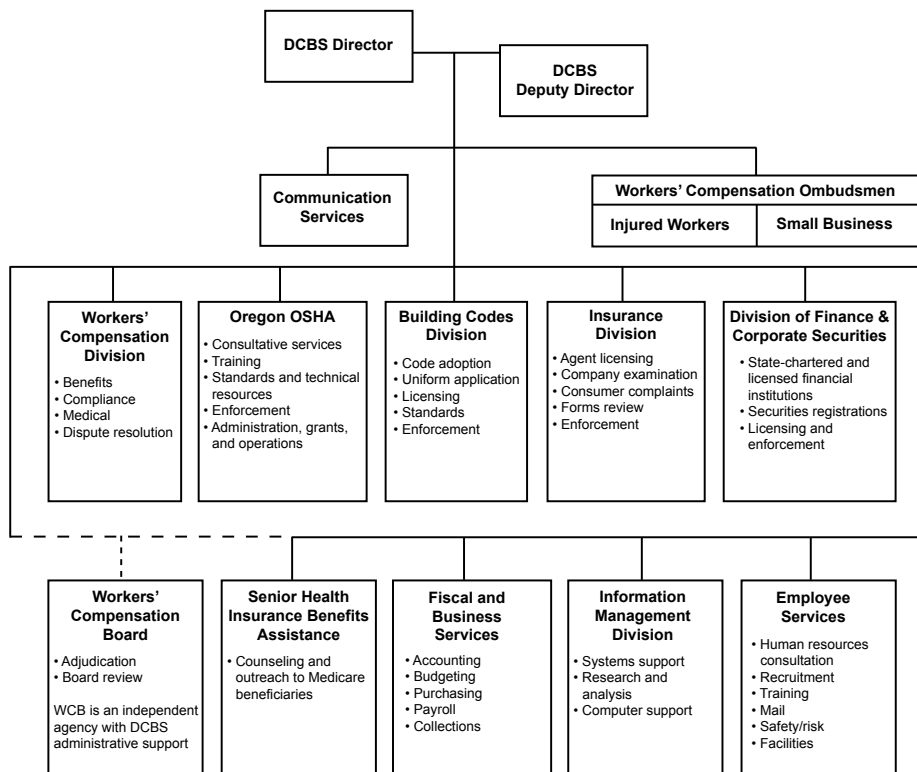 DCBS Director
DCBS
Deputy Director
Communication
Services
Workers' Compensation Ombudsmen
Injured Workers
Small Business
Workers'
Compensation
Division
• Benefits
• Compliance
• Medical
• Dispute resolution
Oregon OSHA
• Consultative services
• Training
• Standards and technical
resources
• Enforcement
• Administration, grants,
and operations
Building Codes
Division
• Code adoption
• Uniform application
• Licensing
• Standards
• Enforcement
Insurance
Division
• Agent licensing
• Company examination
• Consumer complaints
• Forms review
• Enforcement
Division of Finance &
Corporate Securities
• State-chartered and
licensed financial
institutions
• Securities registrations
• Licensing and
enforcement
Workers'
Compensation
Board
• Adjudication
• Board review
WCB is an independent
agency with DCBS
administrative support
Senior Health
Insurance Benefits
Assistance
• Counseling and
outreach to Medicare
beneficiaries
Fiscal and
Business
Services
• Accounting
• Budgeting
• Purchasing
• Payroll
• Collections
Information
Management
Division
• Systems support
• Research and
analysis
• Computer support
Employee
Services
• Human resources
consultation
• Recruitment
• Training
• Mail
• Safety/risk
• Facilities